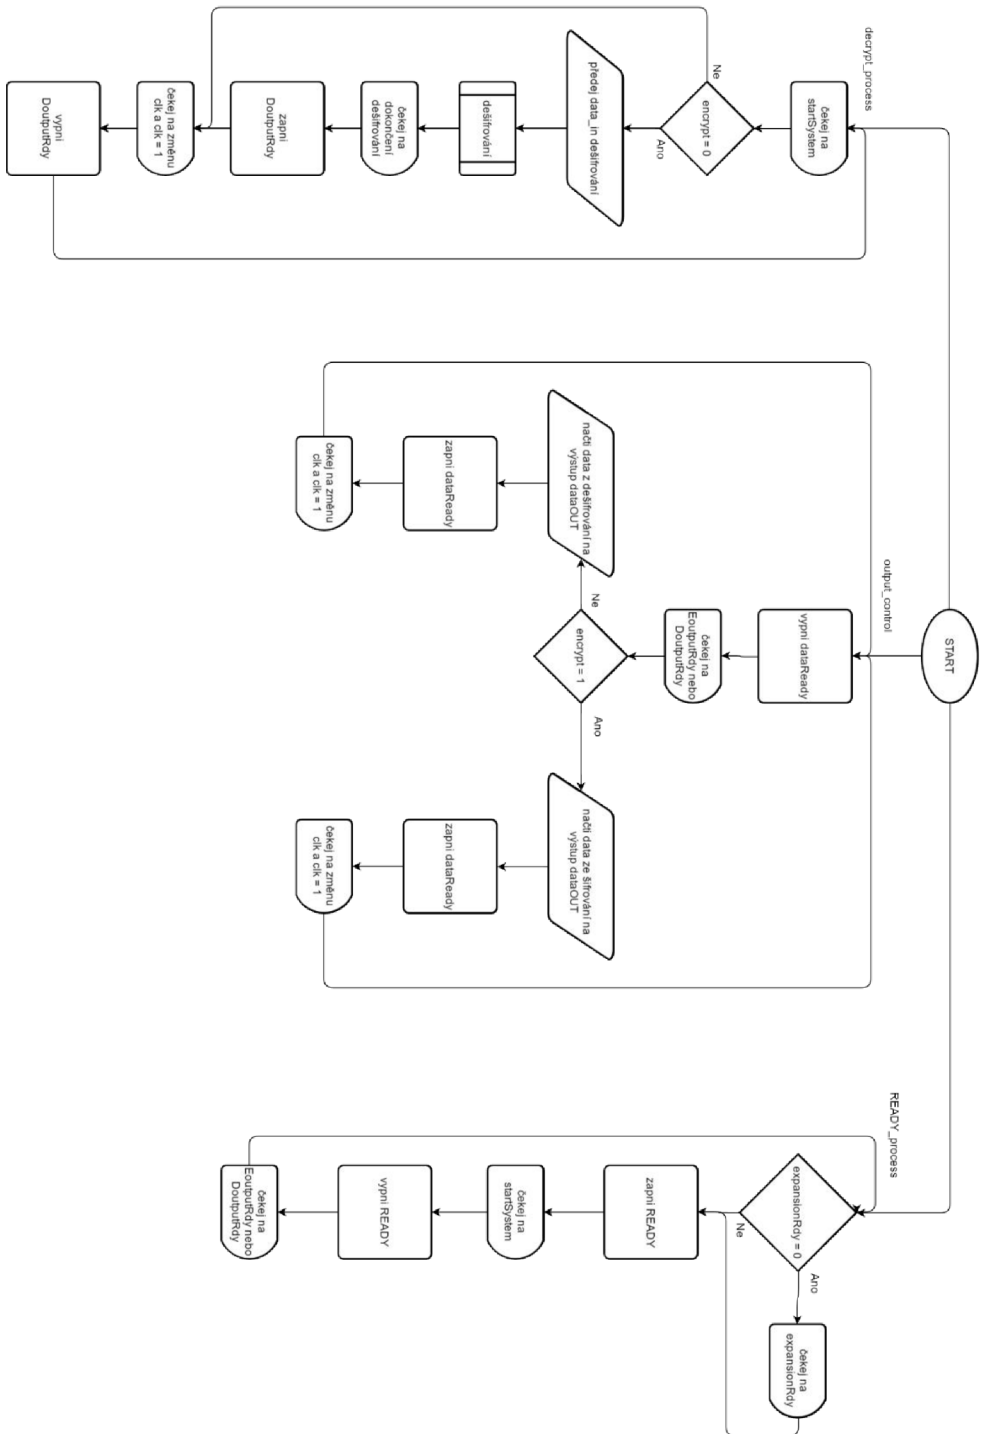 START
decrypt_process
čekej na
startSystem
encrypt = 0
Ne
Ano
předej data_in dešifrování
dešifrování
čekej na
dokončení
dešifrování
zapni
DoutputRdy
čekej na změnu
clk a clk = 1
vypni
DoutputRdy
output_control
vypni dataReady
čekej na
EoutputRdy nebo
DoutputRdy
encrypt = 1
Ne
Ano
načti data z dešifrování na
výstup dataOUT
zapni dataReady
čekej na změnu
clk a clk = 1
načti data ze šifrování na
výstup dataOUT
zapni dataReady
čekej na změnu
clk a clk = 1
READY_process
expansionRdy = 0
Ano
Ne
čekej na
expansionRdy
zapni READY
čekej na
startSystem
vypni READY
čekej na
EoutputRdy nebo
DoutputRdy